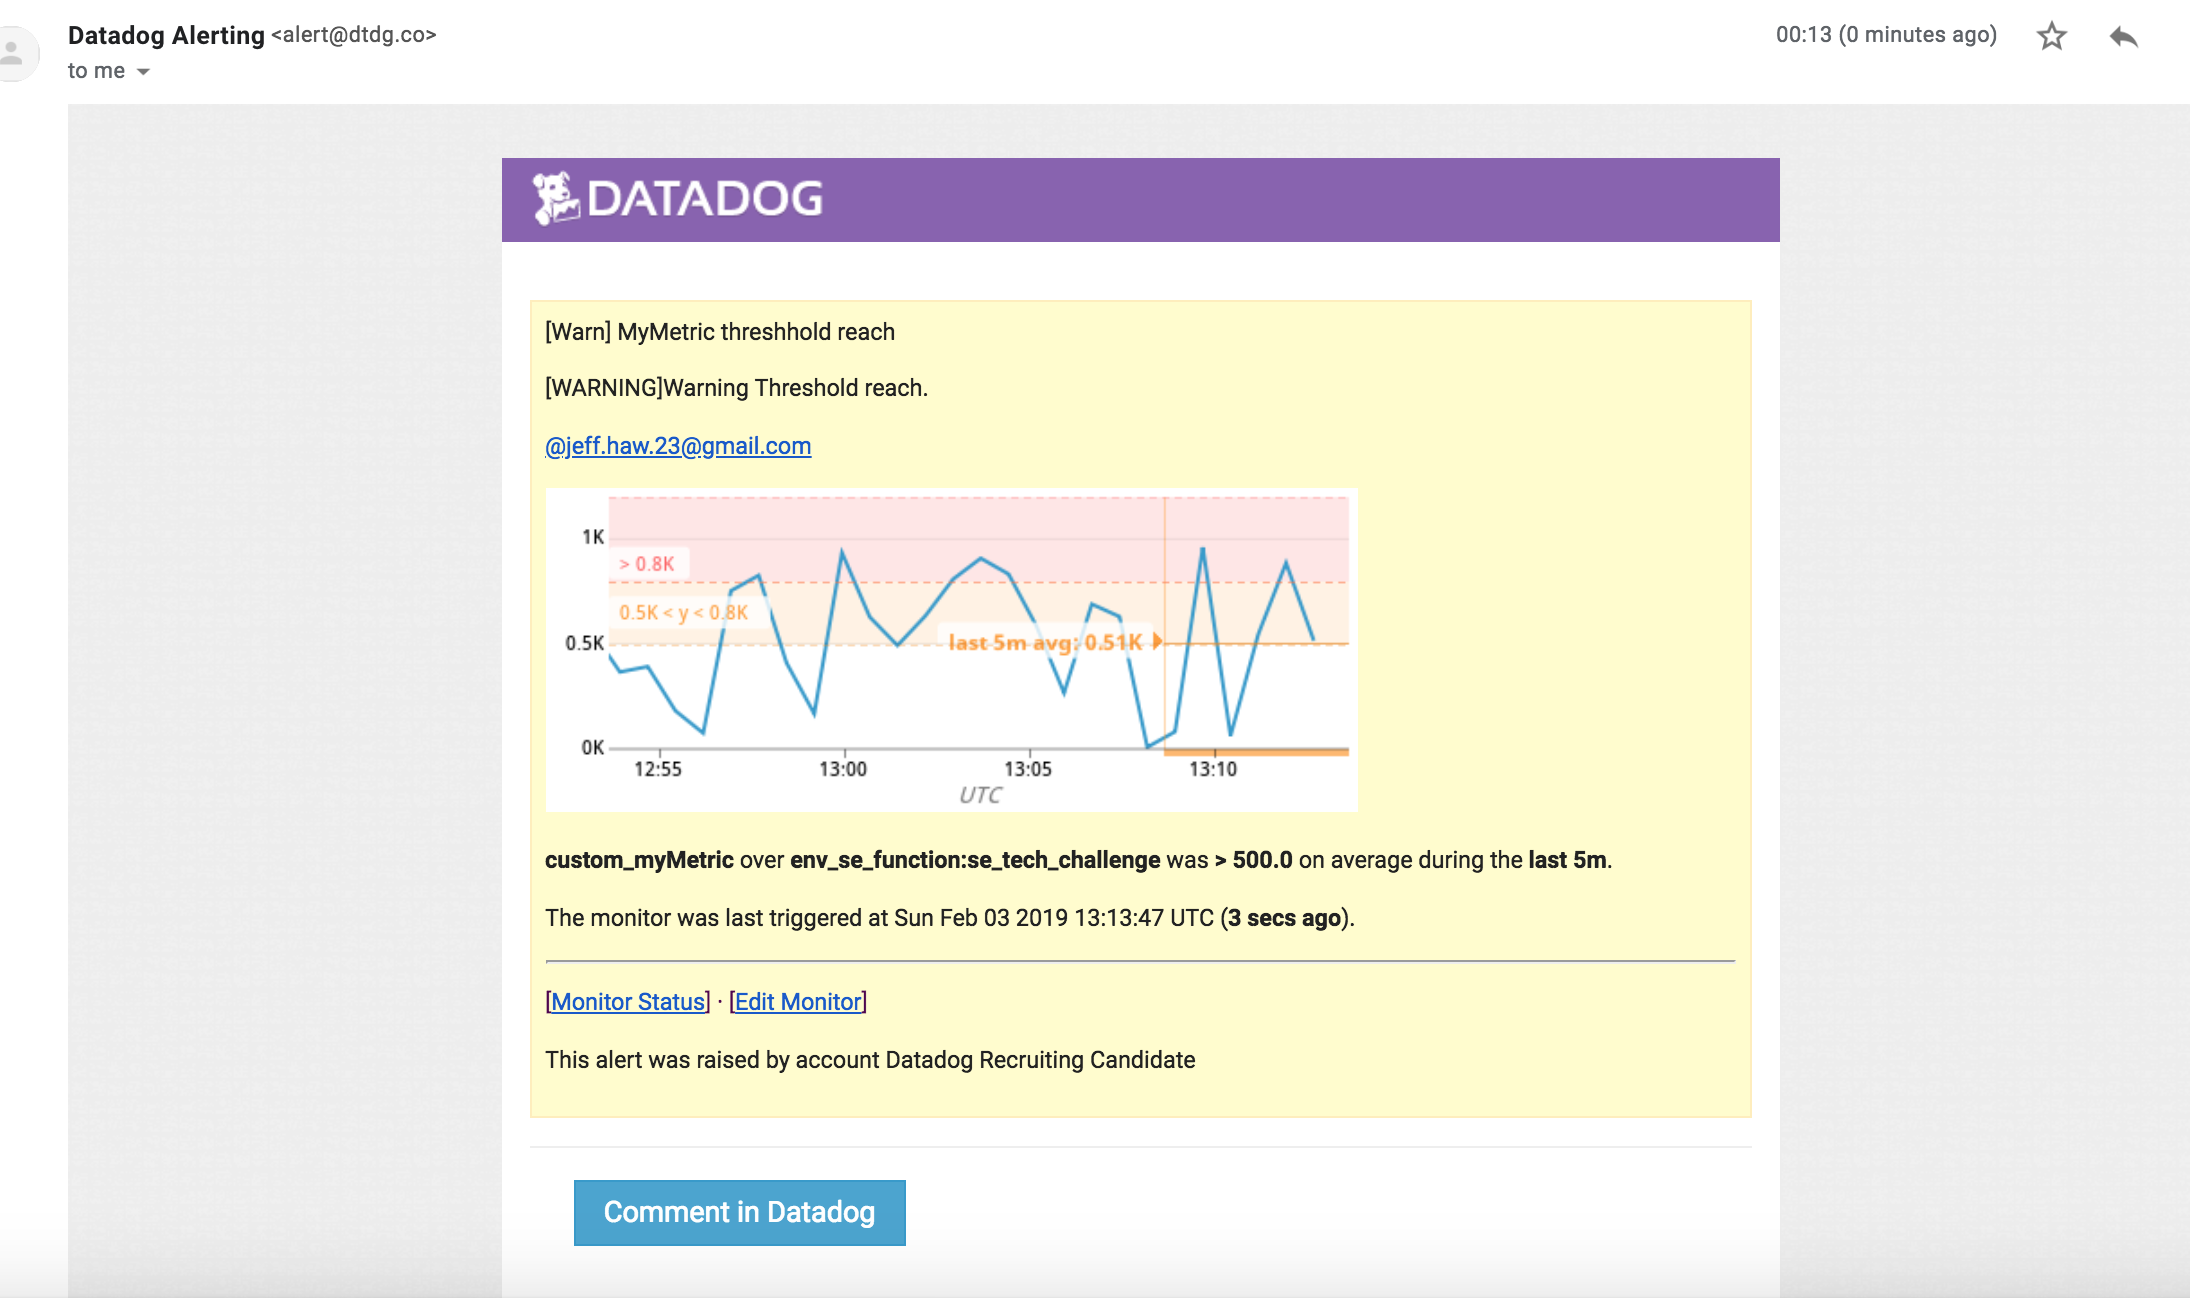 Datadog Alerting <alert@dtdg.co>
00:13 (0 minutes ago)
to me
DATADOG
[Warn] MyMetric threshhold reach
[WARNING]Warning Threshold reach.
@jeff.haw.23@gmail.com
1K
> 0.8K
0.5K < y < 0.8K
0.5K
last 5m avg: 0.51K
0K
12:55 13:00 13:05 13:10
UTC
custom_myMetric over env_se_function:se_tech_challenge was > 500.0 on average during the last 5m.
The monitor was last triggered at Sun Feb 03 2019 13:13:47 UTC (3 secs ago).
[Monitor Status] · [Edit Monitor]
This alert was raised by account Datadog Recruiting Candidate
Comment in Datadog